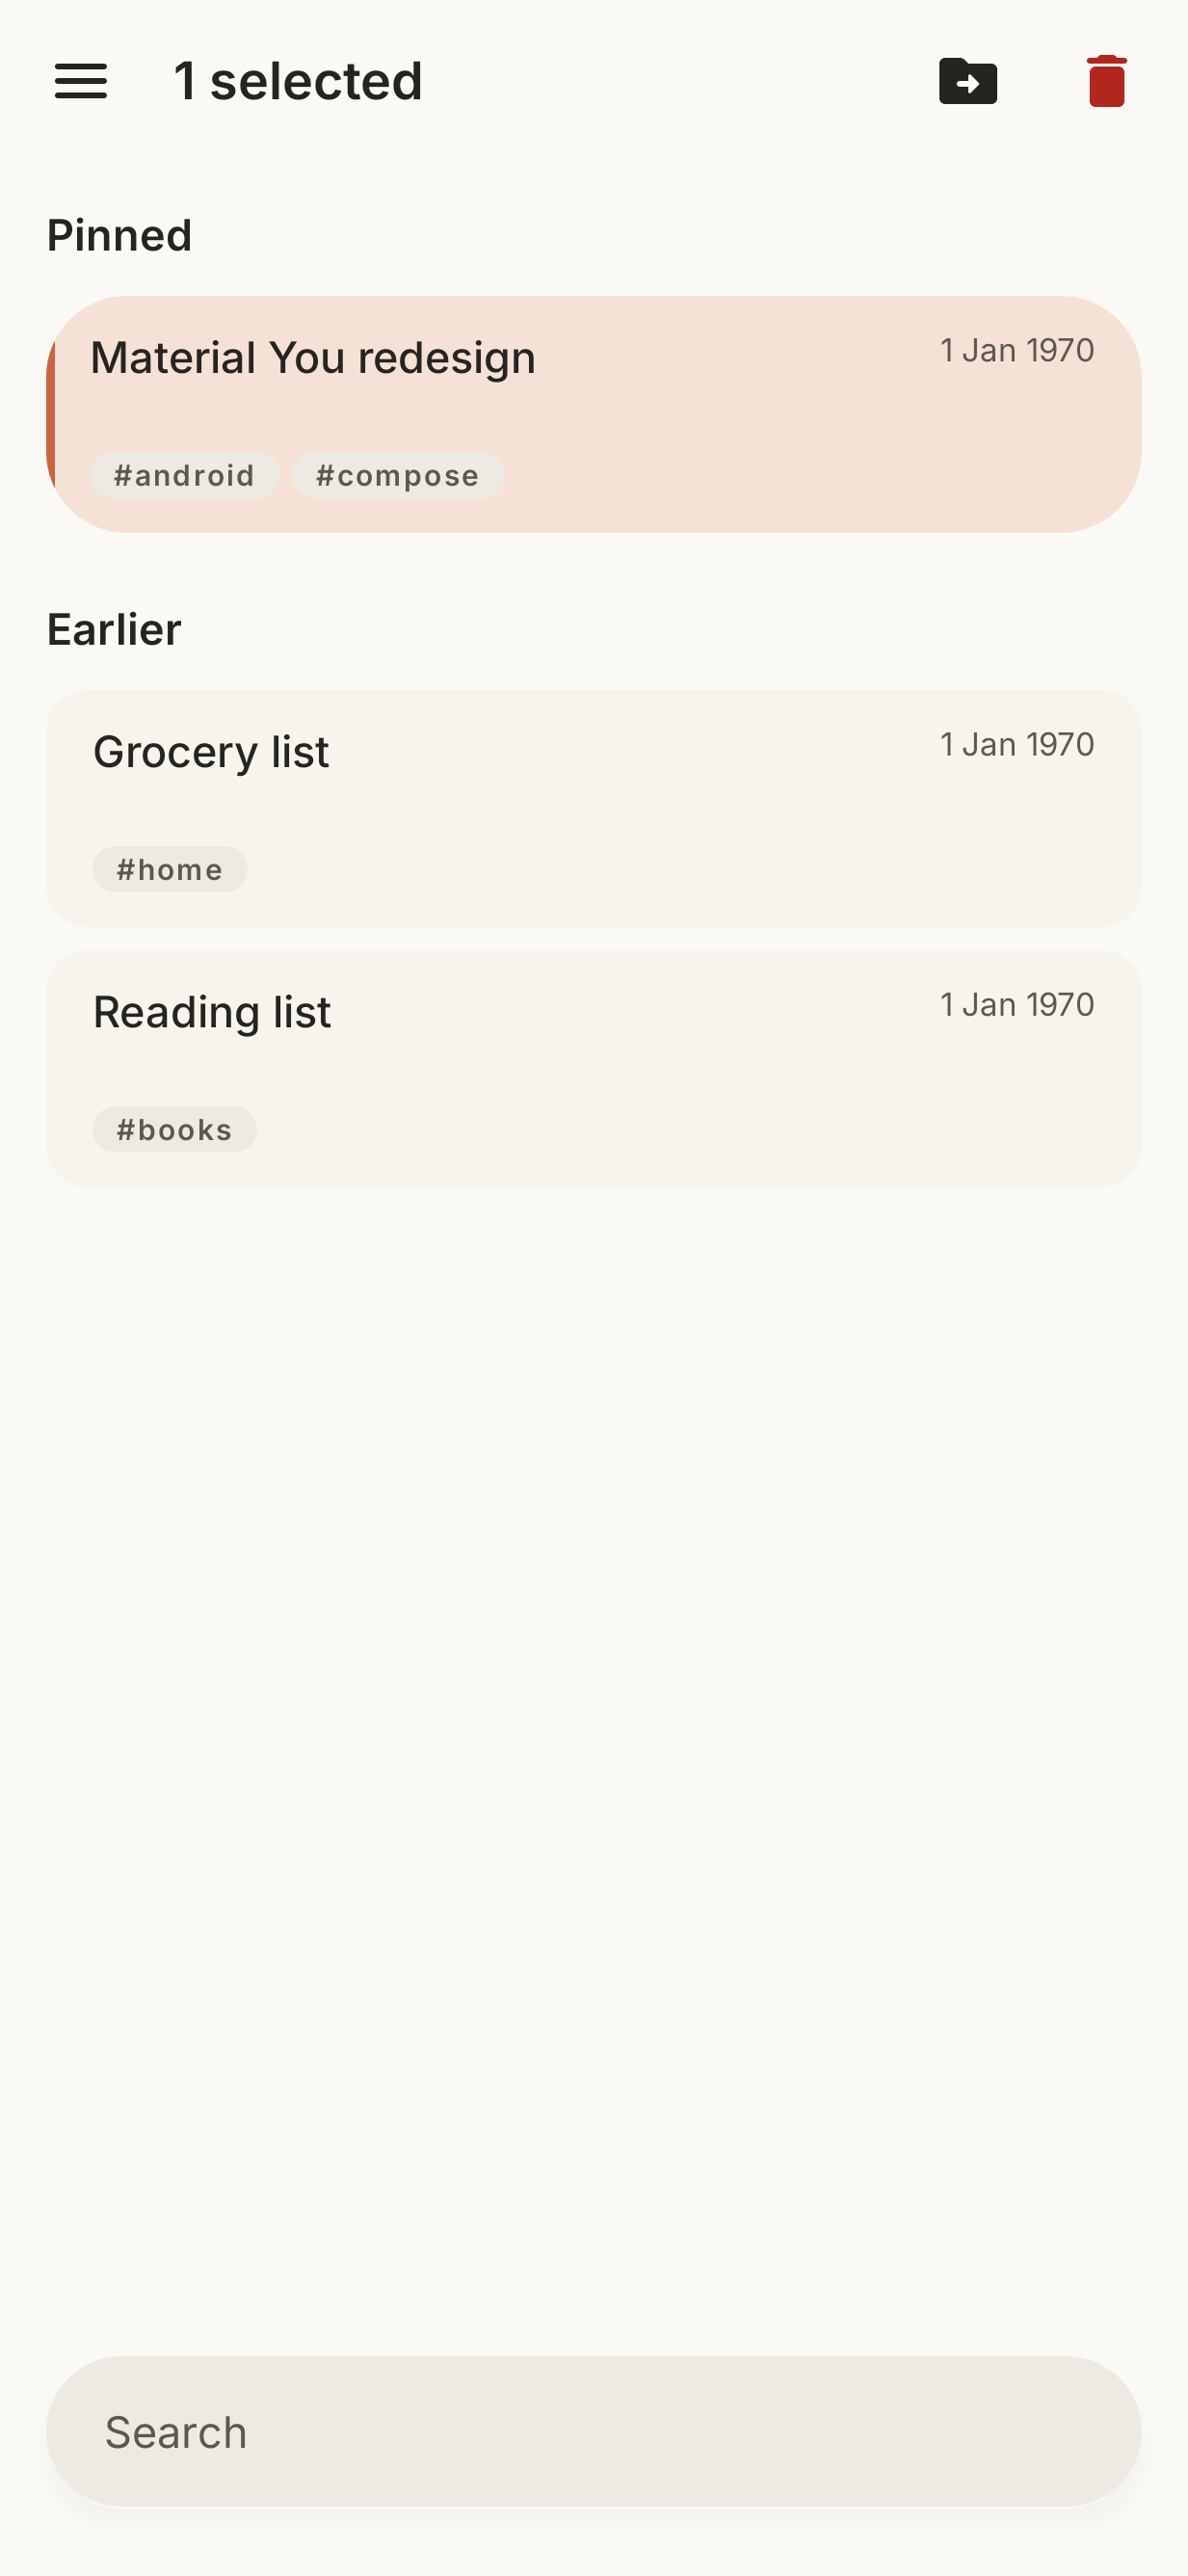 1 selected
Pinned
Material You redesign
1 Jan 1970
#android #compose
Earlier
Grocery list
1 Jan 1970
#home
Reading list
1 Jan 1970
#books
Search